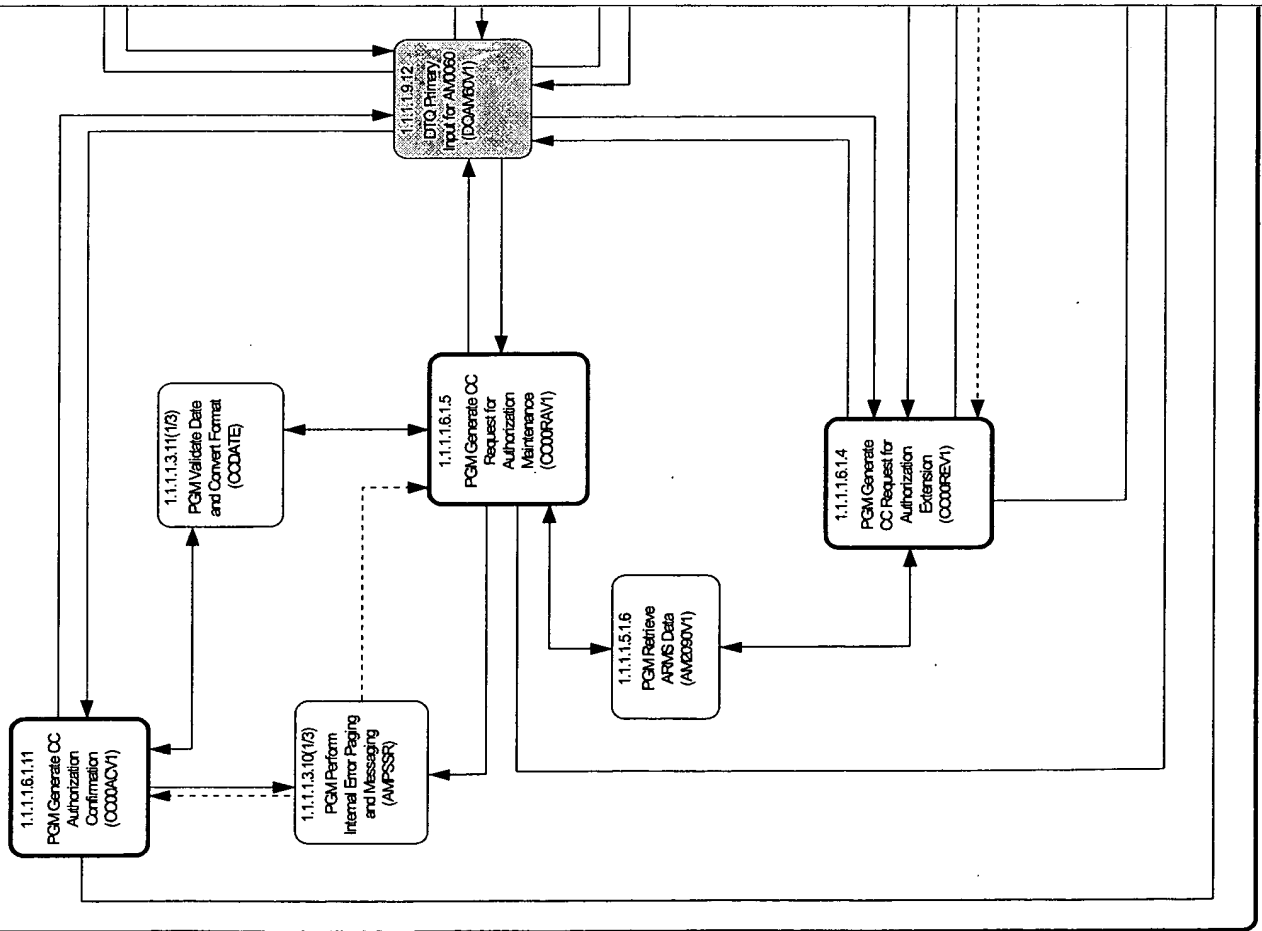 1.1.1.1.9.12
DTQ Primary
Input for AM0060
(DQAM60V1)
1.1.1.1.3.11(1/3)
PGM Validate Date
and Convert Format
(CCDATE)
1.1.1.1.6.1.5
PGM Generate CC
Request for
Authorization
Maintenance
(CC00RAV1)
1.1.1.1.6.1.4
PGM Generate
CC Request for
Authorization
Extension
(CC00REV1)
1.1.1.1.5.1.6
PGM Retrieve
ARMS Data
(AM2090V1)
1.1.1.1.6.1.11
PGM Generate CC
Authorization
Confirmation
(CC00ACV1)
1.1.1.1.3.10(1/3)
PGM Perform
Internal Error Paging
and Messaging
(AMPSSR)